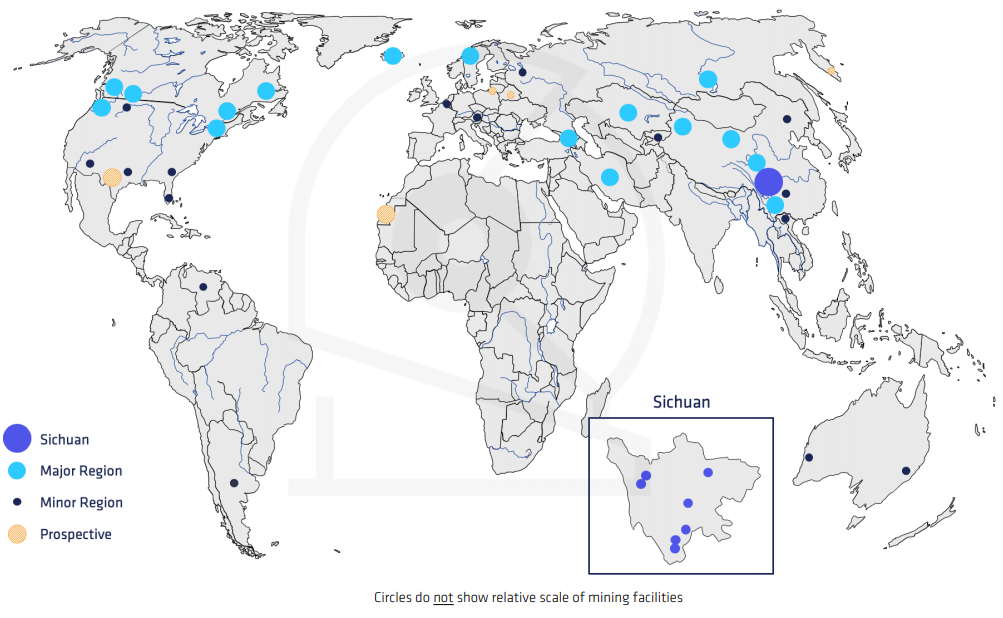 Sichuan
Sichuan
Major Region
Minor Region
Prospective
Circles do not show relative scale of mining facilities